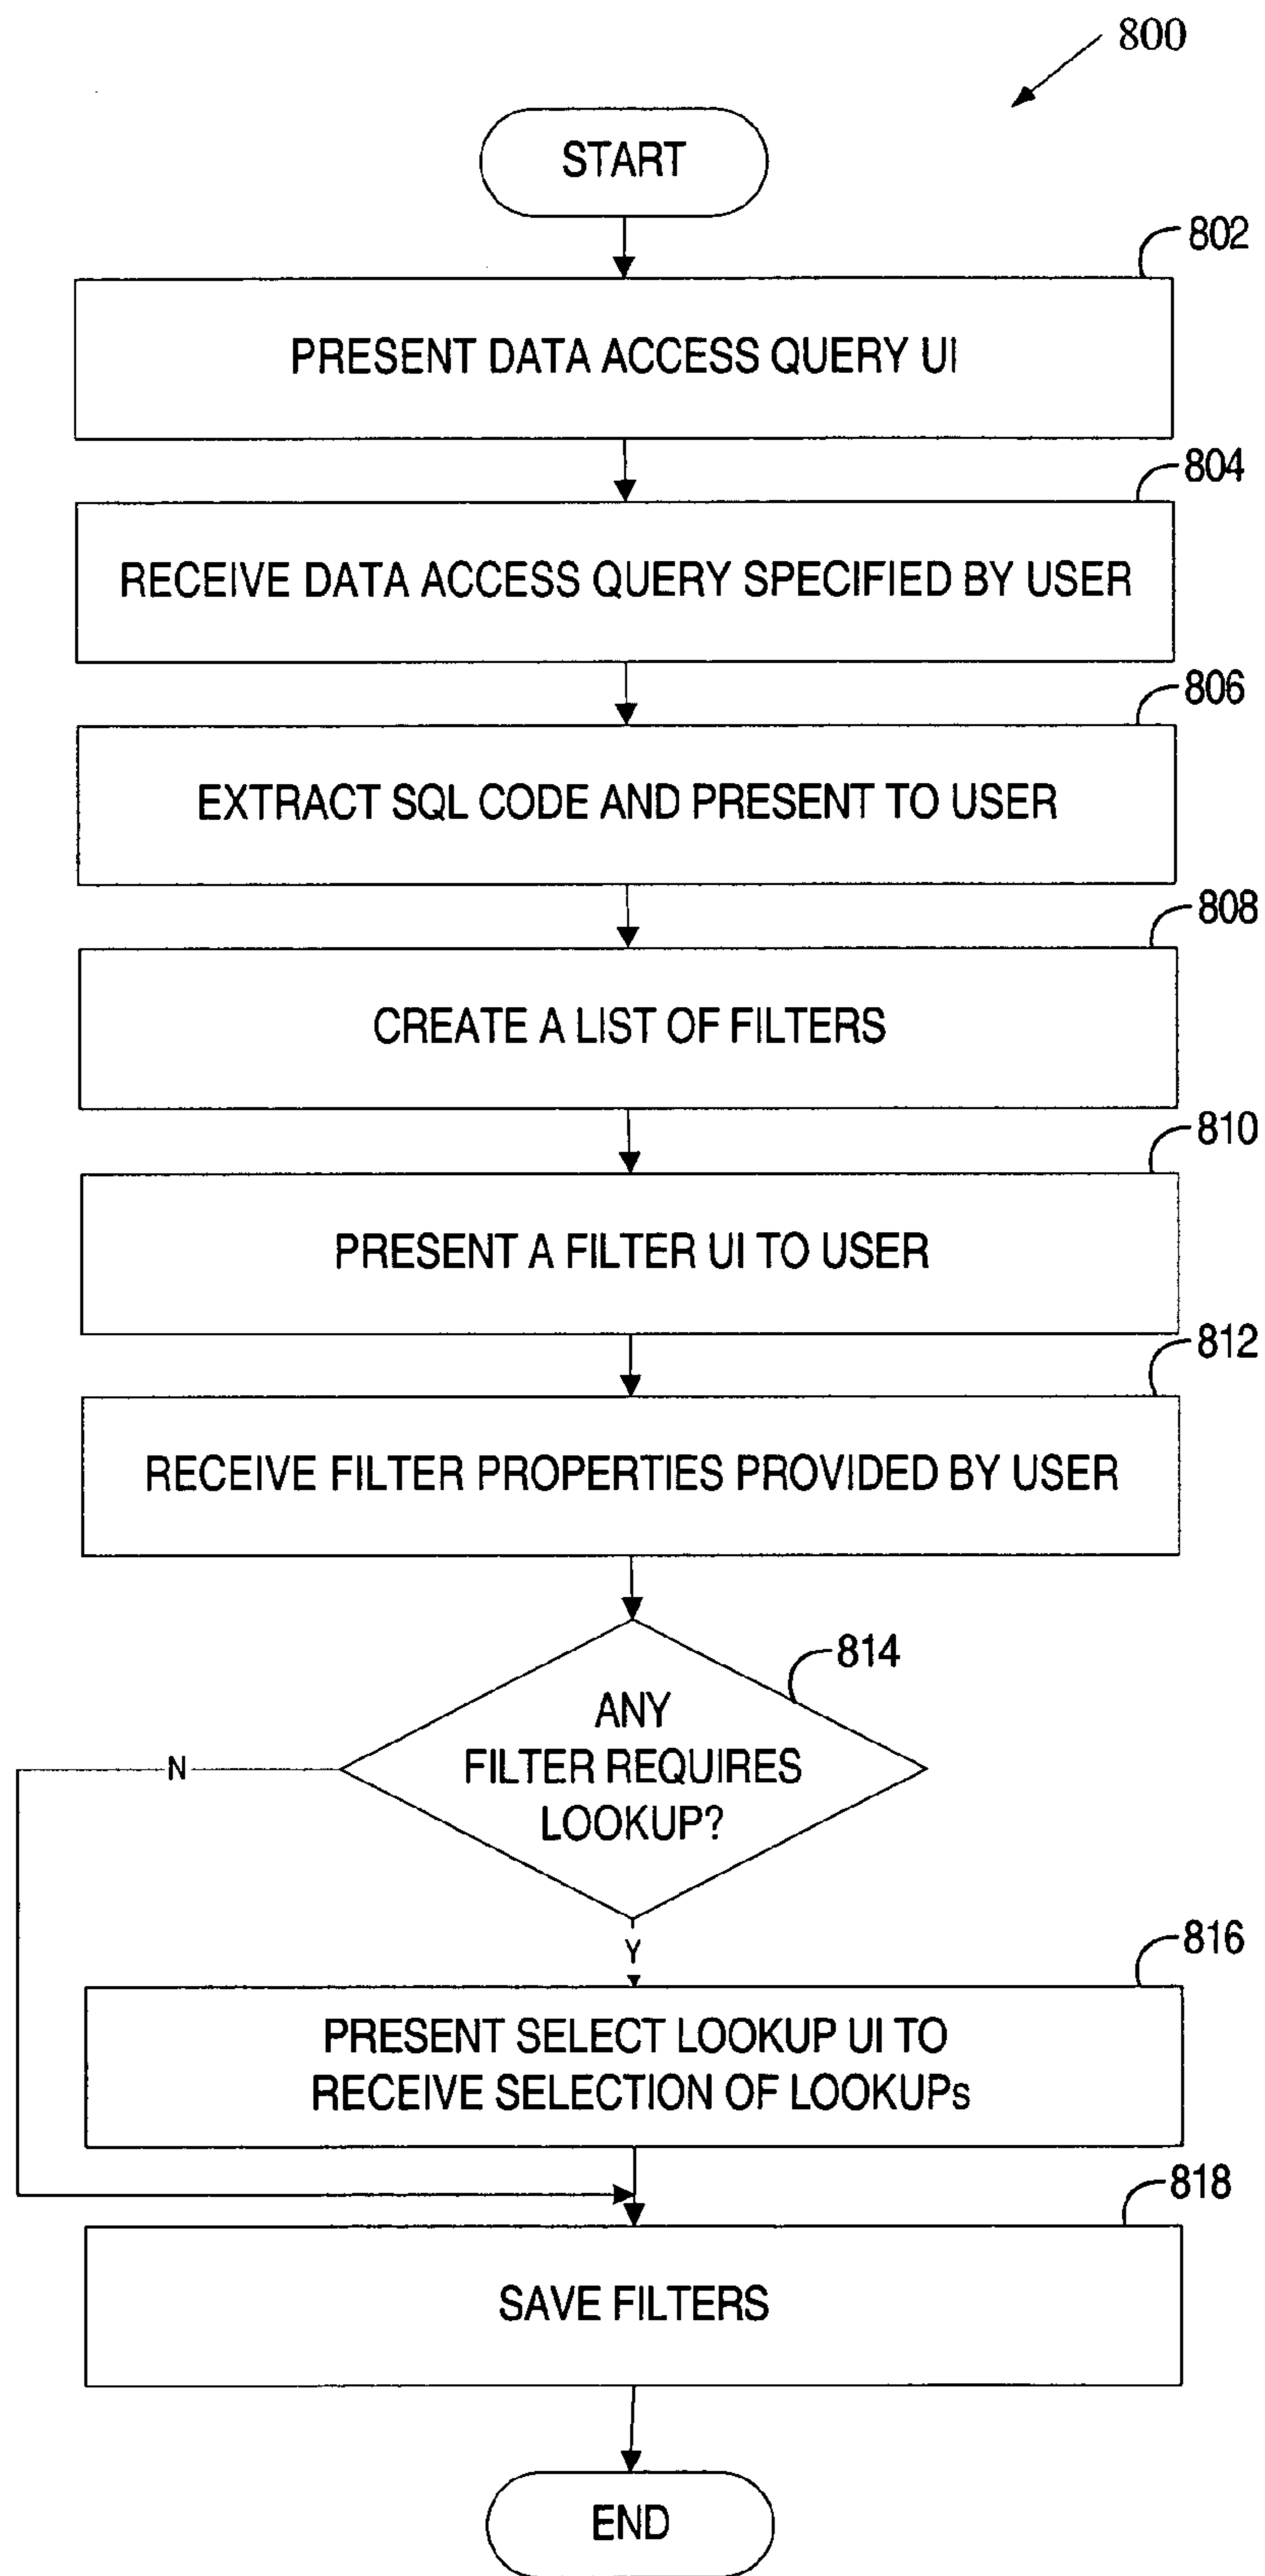 800
START
802
PRESENT DATA ACCESS QUERY UI
804
RECEIVE DATA ACCESS QUERY SPECIFIED BY USER
806
EXTRACT SQL CODE AND PRESENT TO USER
808
CREATE A LIST OF FILTERS
810
PRESENT A FILTER UI TO USER
812
RECEIVE FILTER PROPERTIES PROVIDED BY USER
814
ANY
FILTER REQUIRES
LOOKUP?
N
Y
816
PRESENT SELECT LOOKUP UI TO
RECEIVE SELECTION OF LOOKUPs
818
SAVE FILTERS
END